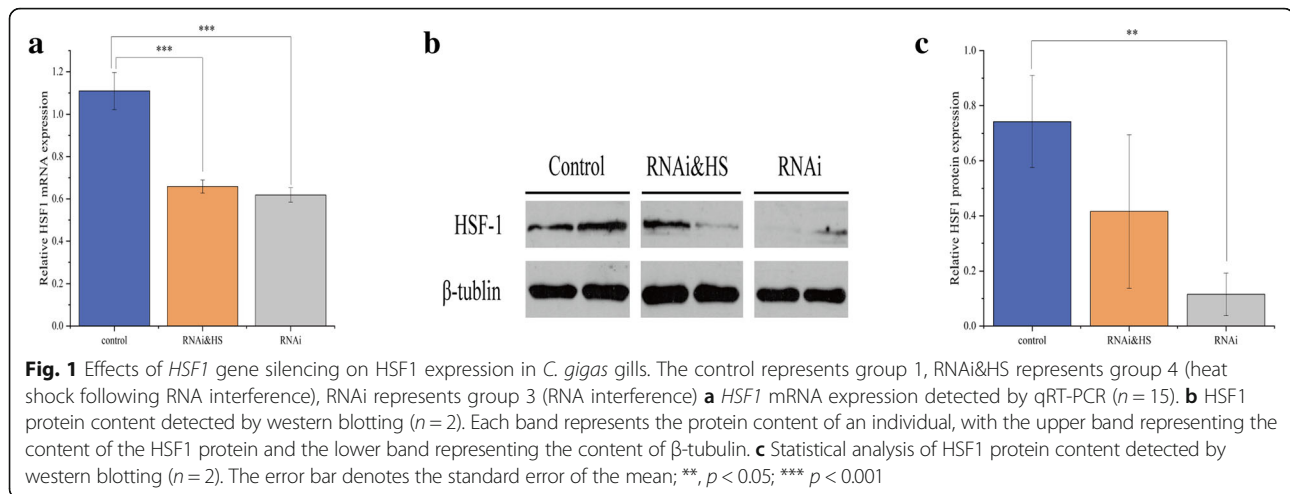 a
***
***
Relative HSF1 mRNA expression
1.2
1.0
0.8
0.6
0.4
0.2
0.0
control
RNAi&HS
RNAi
b
Control
RNAi&HS
RNAi
HSF-1
β-tublin
c
**
Relative HSF1 protein expression
1.0
0.8
0.6
0.4
0.2
0.0
control
RNAi&HS
RNAi
Fig. 1 Effects of HSF1 gene silencing on HSF1 expression in C. gigas gills. The control represents group 1, RNAi&HS represents group 4 (heat
shock following RNA interference), RNAi represents group 3 (RNA interference) a HSF1 mRNA expression detected by qRT-PCR (n = 15). b HSF1
protein content detected by western blotting (n = 2). Each band represents the protein content of an individual, with the upper band representing the
content of the HSF1 protein and the lower band representing the content of β-tubulin. c Statistical analysis of HSF1 protein content detected by
western blotting (n = 2). The error bar denotes the standard error of the mean; **, p < 0.05; *** p < 0.001